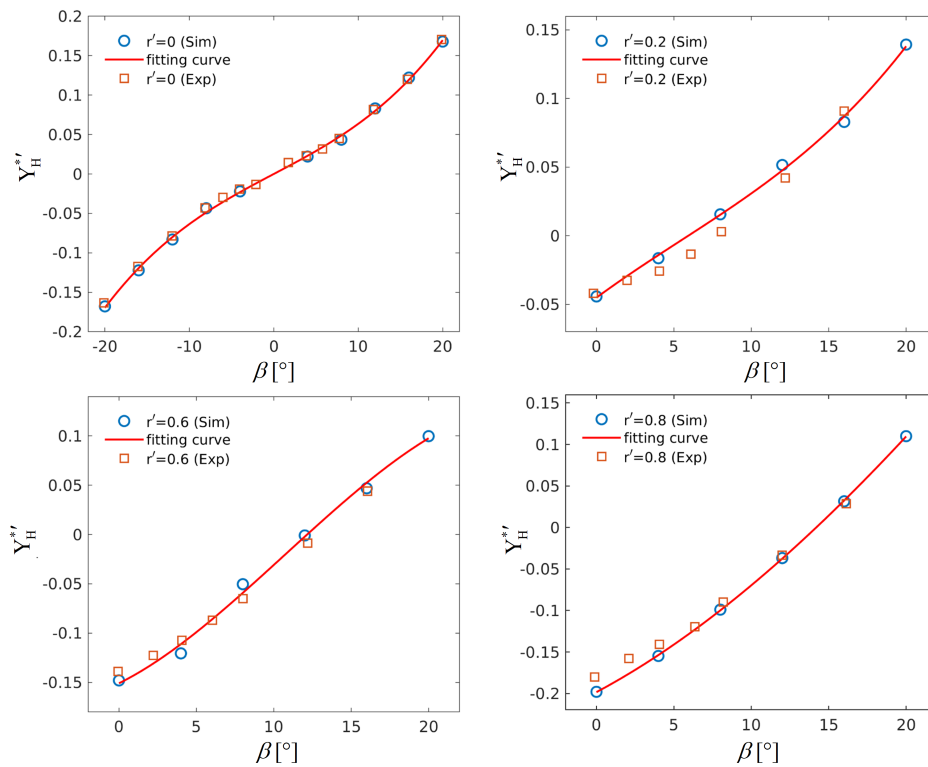 0.2
0.15
0.1
0.05
0
-0.05
-0.1
-0.15
-0.2
-20
-10
0
10
20
Y_H^*′
β [°]
r′=0 (Sim)
fitting curve
r′=0 (Exp)
0.15
0.1
0.05
0
-0.05
0
5
10
15
20
Y_H^*′
β [°]
r′=0.2 (Sim)
fitting curve
r′=0.2 (Exp)
0.1
0.05
0
-0.05
-0.1
-0.15
0
5
10
15
20
Y_H^*′
β [°]
r′=0.6 (Sim)
fitting curve
r′=0.6 (Exp)
0.15
0.1
0.05
0
-0.05
-0.1
-0.15
-0.2
0
5
10
15
20
Y_H^*′
β [°]
r′=0.8 (Sim)
fitting curve
r′=0.8 (Exp)